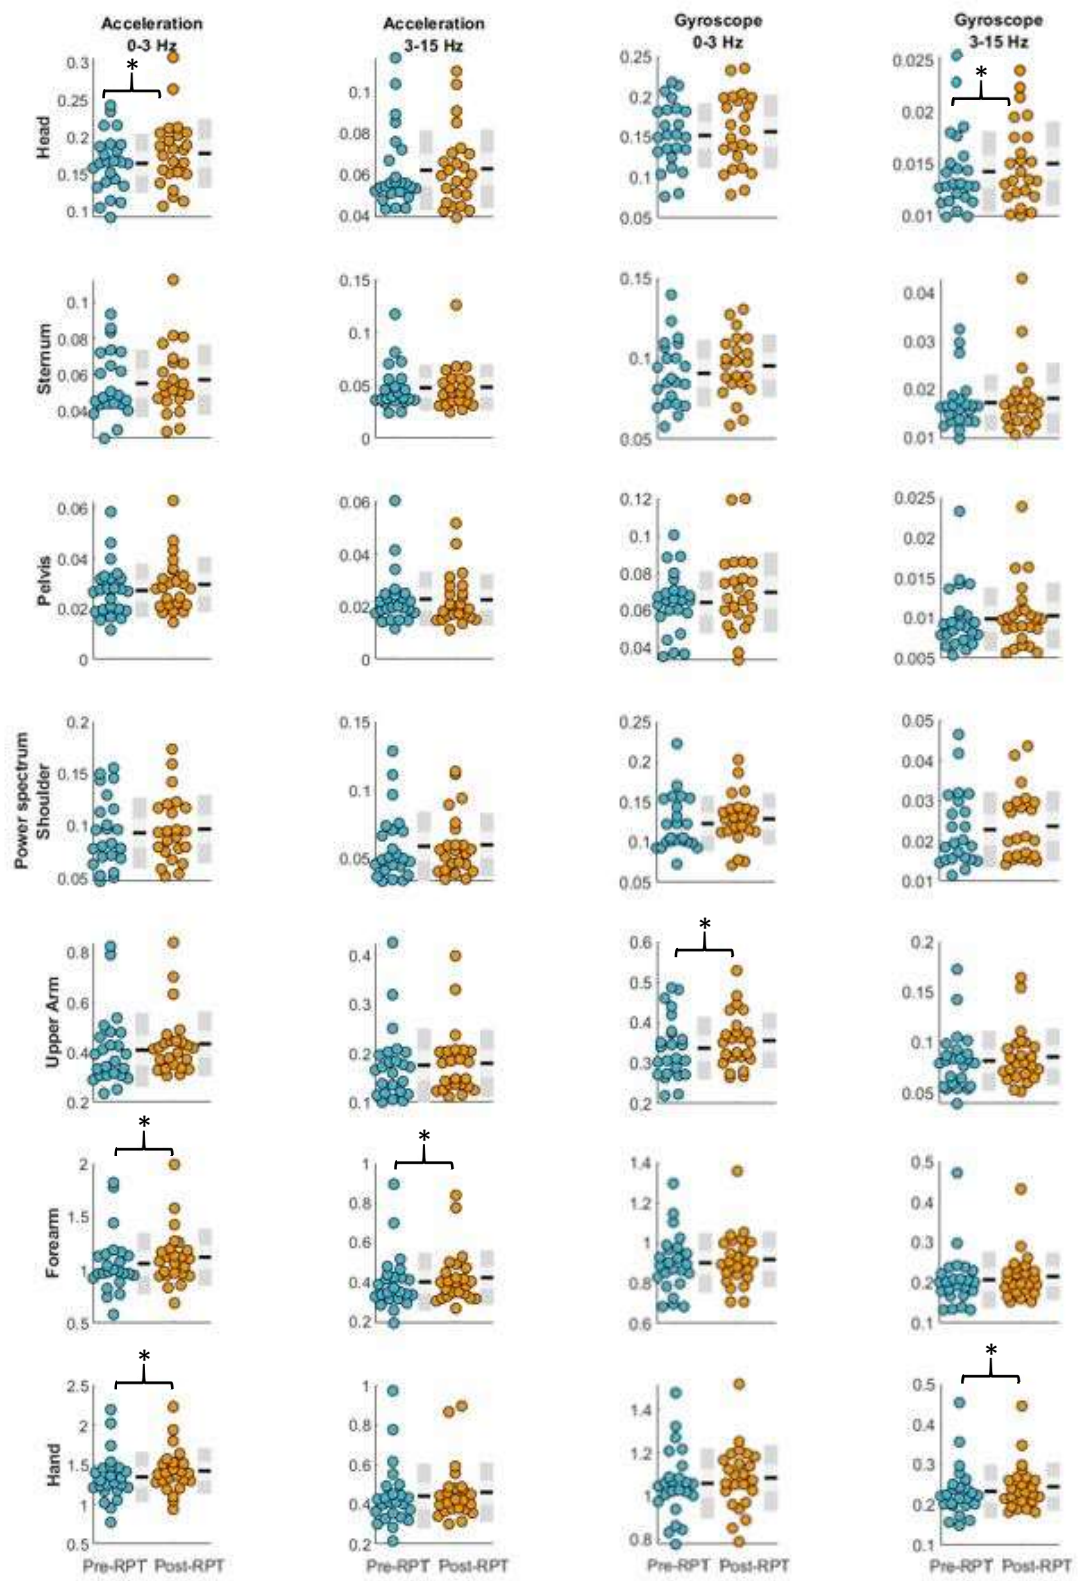 Acceleration Acceleration Gyroscope Gyroscope
0-3 Hz 3-15 Hz 0-3 Hz 3-15 Hz
* *
Head
0.3 0.25 0.2 0.15 0.1
0.1 0.08 0.06 0.04
0.25 0.2 0.15 0.1 0.05
0.025 0.02 0.015 0.01
Sternum
0.1 0.08 0.06 0.04
0.15 0.1 0.05 0
0.15 0.1 0.05
0.04 0.03 0.02 0.01
Pelvis
0.06 0.04 0.02 0
0.06 0.04 0.02 0
0.12 0.1 0.08 0.06 0.04
0.025 0.02 0.015 0.01 0.005
Power spectrum
Shoulder
0.2 0.15 0.1 0.05
0.15 0.1 0.05
0.25 0.2 0.15 0.1 0.05
0.05 0.04 0.03 0.02 0.01
*
Upper Arm
0.8 0.6 0.4 0.2
0.4 0.3 0.2 0.1
0.6 0.5 0.4 0.3 0.2
0.2 0.15 0.1 0.05
* *
Forearm
2 1.5 1 0.5
1 0.8 0.6 0.4 0.2
1.4 1.2 1 0.8 0.6
0.5 0.4 0.3 0.2 0.1
* *
Hand
2.5 2 1.5 1 0.5
1 0.8 0.6 0.4 0.2
1.4 1.2 1 0.8
0.5 0.4 0.3 0.2 0.1
Pre-RPT Post-RPT Pre-RPT Post-RPT Pre-RPT Post-RPT Pre-RPT Post-RPT